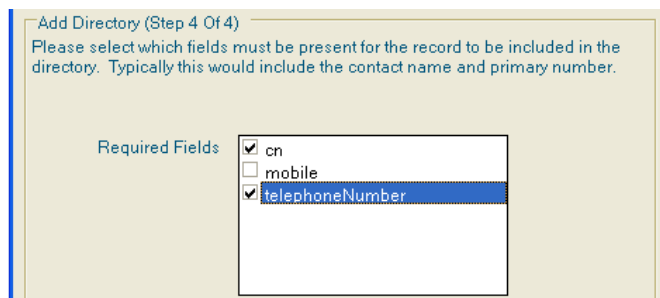 Add Directory (Step 4 Of 4)
Please select which fields must be present for the record to be included in the
directory.  Typically this would include the contact name and primary number.
Required Fields
cn
mobile
telephoneNumber